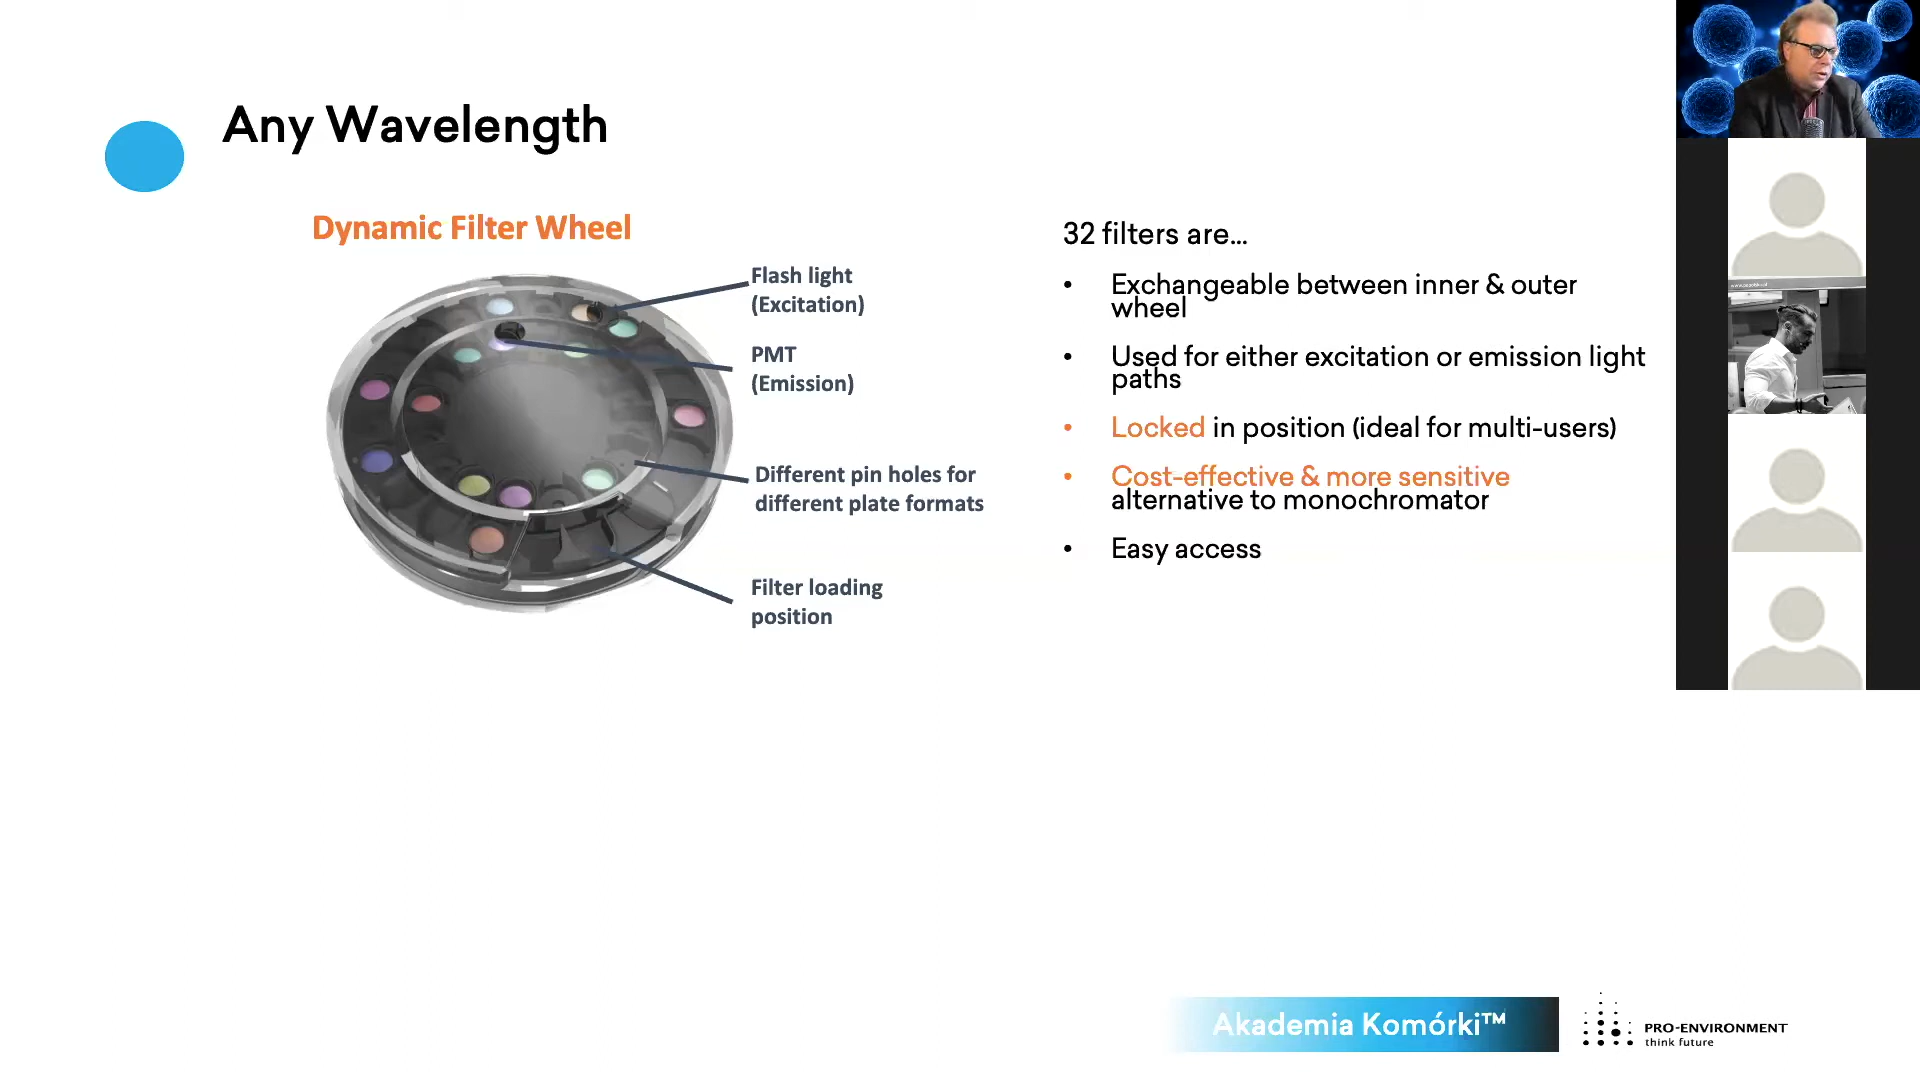 Any Wavelength
Dynamic Filter Wheel
Flash light
(Excitation)
PMT
(Emission)
Different pin holes for
different plate formats
Filter loading
position
32 filters are...
• Exchangeable between inner & outer
wheel
• Used for either excitation or emission light
paths
• Locked in position (ideal for multi-users)
• Cost-effective & more sensitive
alternative to monochromator
• Easy access
Akademia Komórki™
PRO-ENVIRONMENT
think future